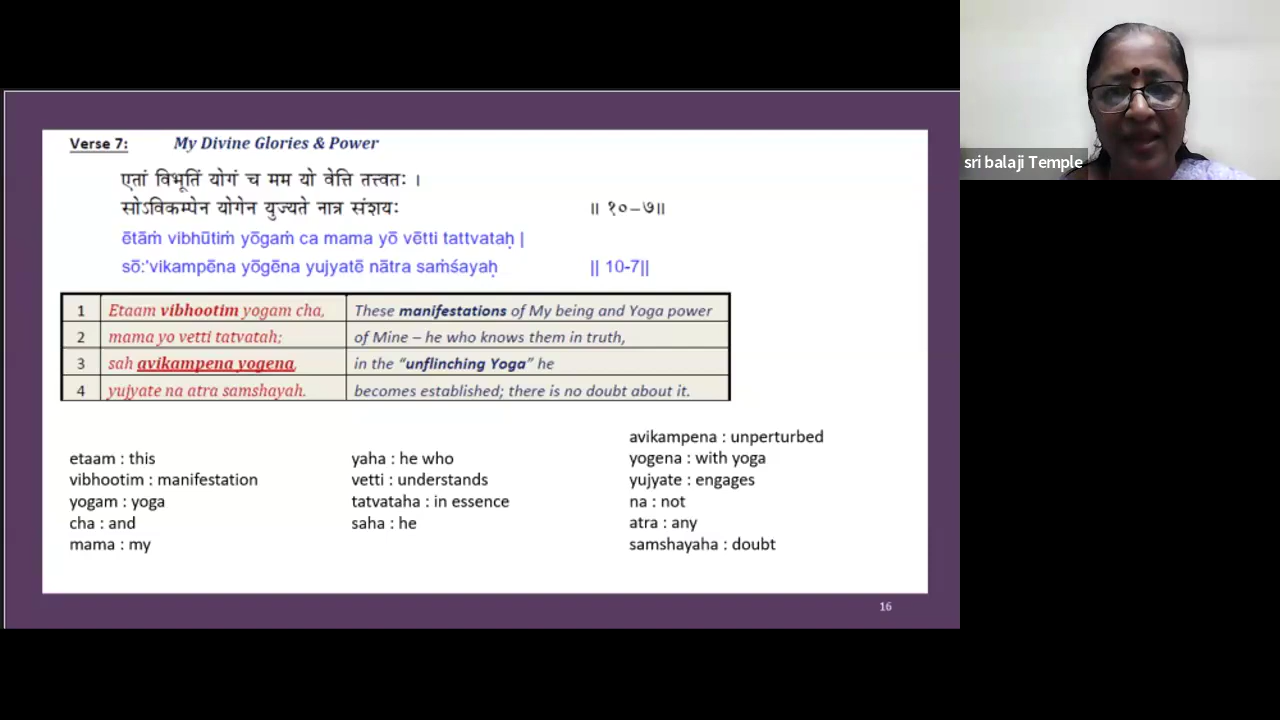 Verse 7: My Divine Glories & Power
एतां विभूतिं योगं च मम यो वेत्ति तत्त्वतः ।
सोऽविकम्पेन योगेन युज्यते नात्र संशयः ॥ १०-७॥
ētāṁ vibhūtiṁ yōgaṁ ca mama yō vētti tattvataḥ |
sō:'vikampēna yōgēna yujyatē nātra saṁśayaḥ || 10-7||
1 Etaam vibhootim yogam cha, These manifestations of My being and Yoga power
2 mama yo vetti tatvatah; of Mine – he who knows them in truth,
3 sah avikampena yogena, in the “unflinching Yoga” he
4 yujyate na atra samshayah. becomes established; there is no doubt about it.
etaam : this
vibhootim : manifestation
yogam : yoga
cha : and
mama : my
yaha : he who
vetti : understands
tatvataha : in essence
saha : he
avikampena : unperturbed
yogena : with yoga
yujyate : engages
na : not
atra : any
samshayaha : doubt
16
sri balaji Temple